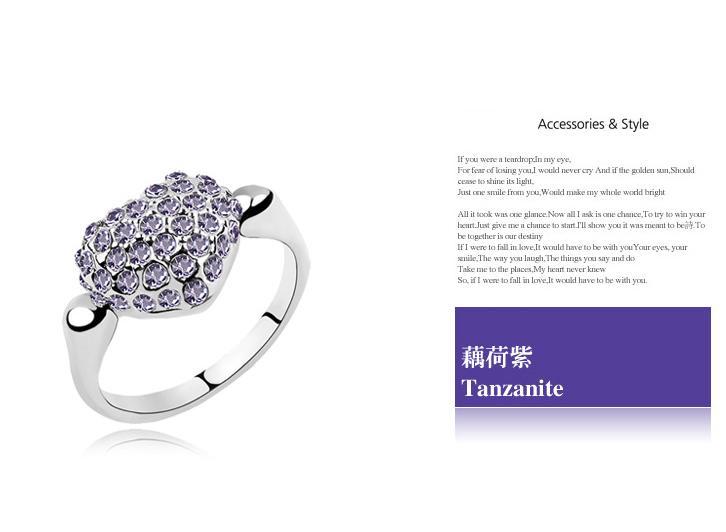 Accessories & Style
If you were a teardrop;In my eye,
For fear of losing you,I would never cry And if the golden sun,Should
cease to shine its light,
Just one smile from you,Would make my whole world bright
All it took was one glance.Now all I ask is one chance,To try to win your
heart.Just give me a chance to start.I'll show you it was meant to be詩.To
be together is our destiny
If I were to fall in love,It would have to be with youYour eyes, your
smile,The way you laugh,The things you say and do
Take me to the places,My heart never knew
So, if I were to fall in love,It would have to be with you.
藕荷紫
Tanzanite